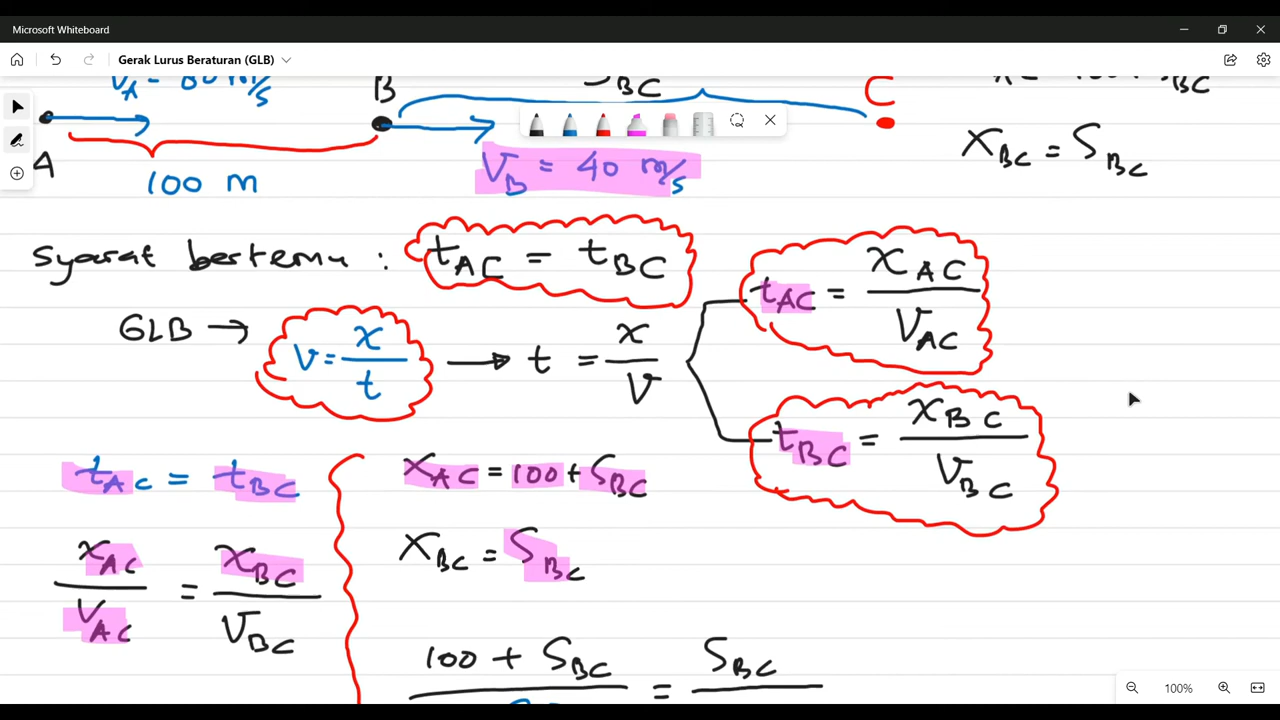 Microsoft Whiteboard
Gerak Lurus Beraturan (GLB)
B
S_BC
C
A
100 m
V_B = 40 m/s
X_BC = S_BC
Syarat bertemu : t_AC = t_BC
GLB → v = x/t → t = x/v
t_AC = x_AC / V_AC
t_BC = x_BC / V_BC
t_AC = t_BC
x_AC / V_AC = x_BC / V_BC
x_AC = 100 + S_BC
X_BC = S_BC
100 + S_BC = S_BC
100%